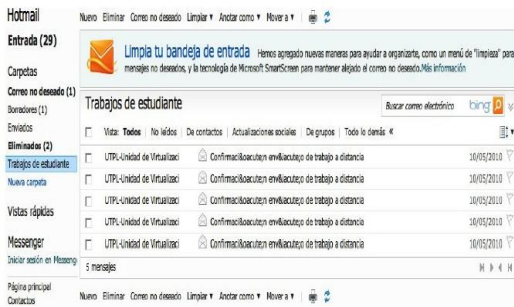 Hotmail
Nuevo Eliminar Correo no deseado Limpiar Anotar como Mover a
Entrada (29)
Carpetas
Correo no deseado (1)
Borradores (1)
Enviados
Eliminados (2)
Trabajos de estudiante
Nueva carpeta
Vistas rápidas
Messenger
Iniciar sesión en Messeng
Página principal
Contactos
Limpia tu bandeja de entrada Hemos agregado nuevas maneras para ayudar a organizarte, como un menú de "limpieza" para
mensajes no deseados, y la tecnología de Microsoft SmartScreen para mantener alejado el correo no deseado.Más información
Trabajos de estudiante
Buscar correo electrónico bing
Vista: Todos No leídos De contactos Actualizaciones sociales De grupos Todo lo demás «
UTPL-Unidad de Virtualizaci Confirmaci&oacute;n env&iacute;o de trabajo a distancia 10/05/2010
UTPL-Unidad de Virtualizaci Confirmaci&oacute;n env&iacute;o de trabajo a distancia 10/05/2010
UTPL-Unidad de Virtualizaci Confirmaci&oacute;n env&iacute;o de trabajo a distancia 10/05/2010
UTPL-Unidad de Virtualizaci Confirmaci&oacute;n env&iacute;o de trabajo a distancia 10/05/2010
UTPL-Unidad de Virtualizaci Confirmaci&oacute;n env&iacute;o de trabajo a distancia 10/05/2010
5 mensajes
Nuevo Eliminar Correo no deseado Limpiar Anotar como Mover a